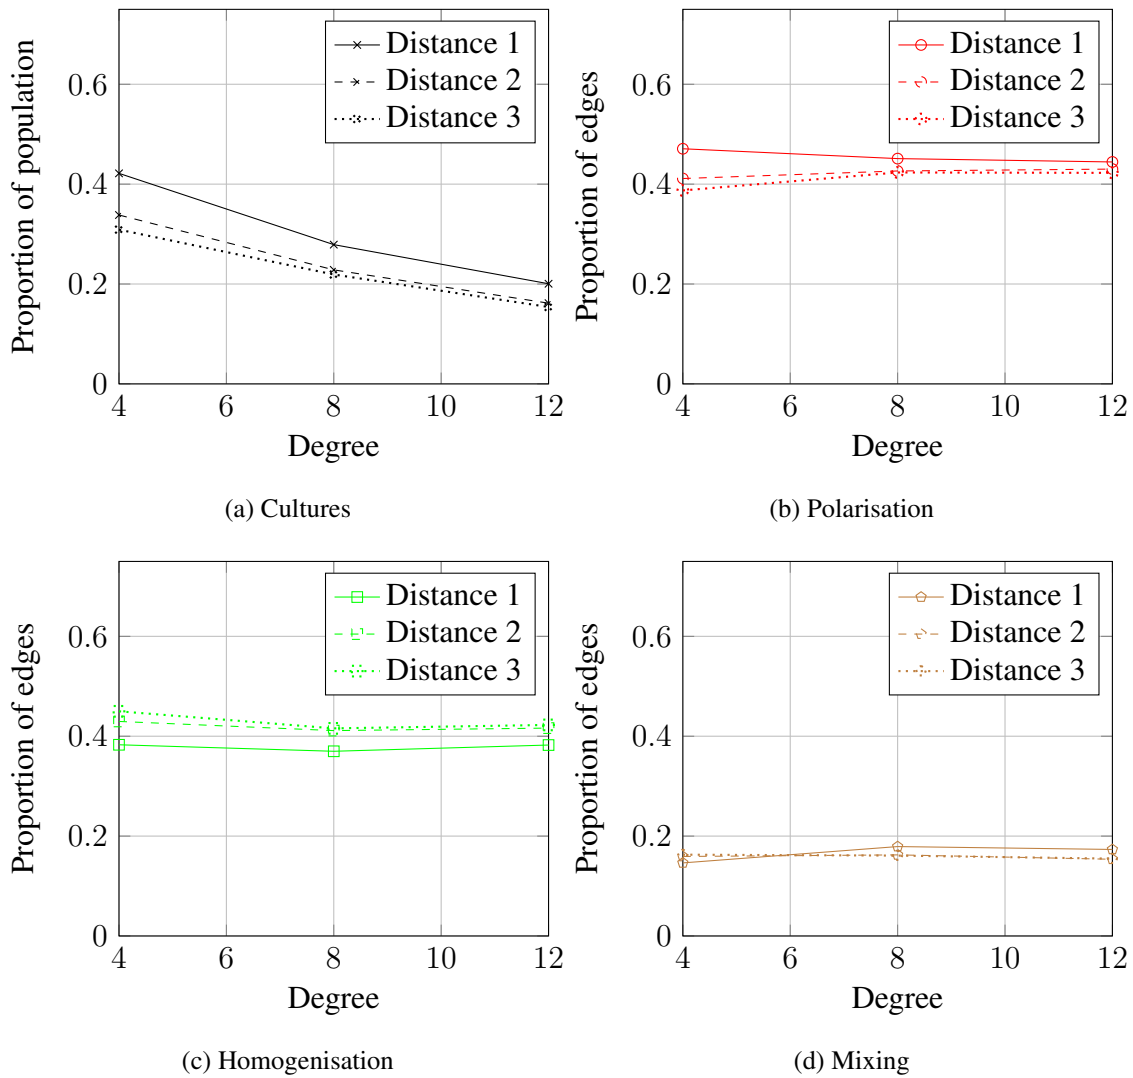 Proportion of population
0.6
0.4
0.2
0
4 6 8 10 12
Degree
Distance 1
Distance 2
Distance 3
(a) Cultures
Proportion of edges
0.6
0.4
0.2
0
4 6 8 10 12
Degree
Distance 1
Distance 2
Distance 3
(b) Polarisation
Proportion of edges
0.6
0.4
0.2
0
4 6 8 10 12
Degree
Distance 1
Distance 2
Distance 3
(c) Homogenisation
Proportion of edges
0.6
0.4
0.2
0
4 6 8 10 12
Degree
Distance 1
Distance 2
Distance 3
(d) Mixing